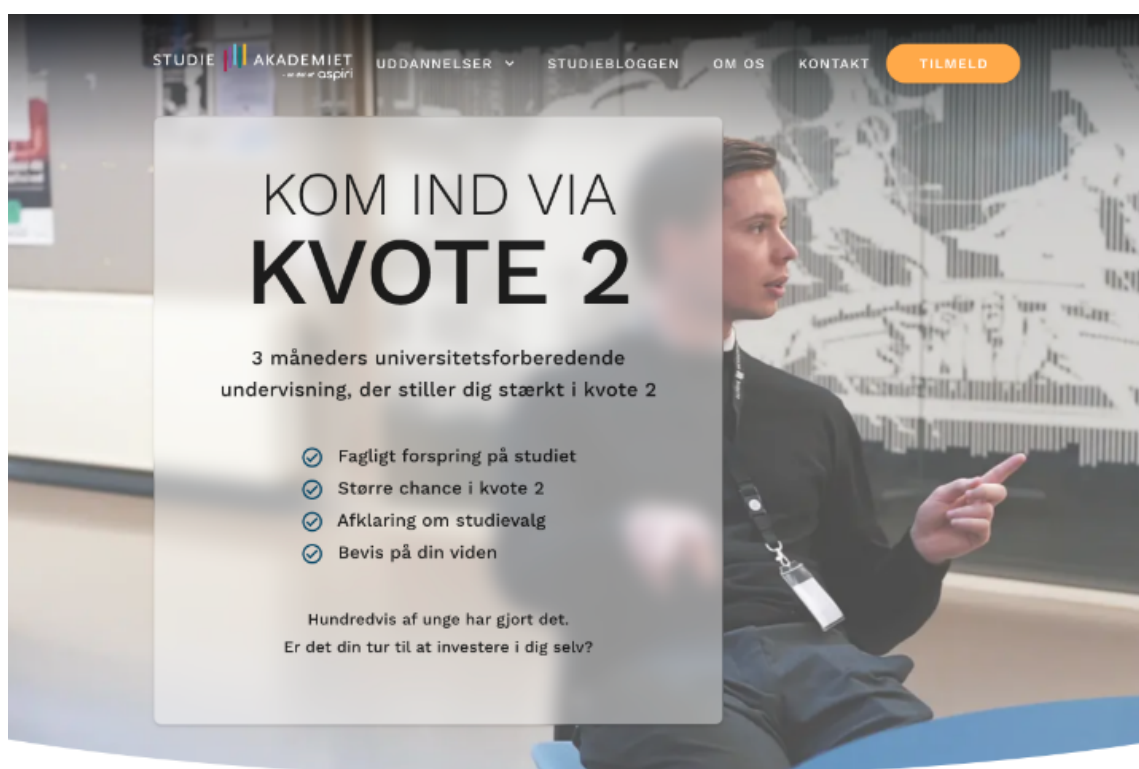 STUDIE AKADEMIET
aspiri
UDDANNELSER
STUDIEBLOGGEN
OM OS
KONTAKT
TILMELD
KOM IND VIA
KVOTE 2
3 måneders universitetsforberedende
undervisning, der stiller dig stærkt i kvote 2
Fagligt forspring på studiet
Større chance i kvote 2
Afklaring om studievalg
Bevis på din viden
Hundredvis af unge har gjort det.
Er det din tur til at investere i dig selv?